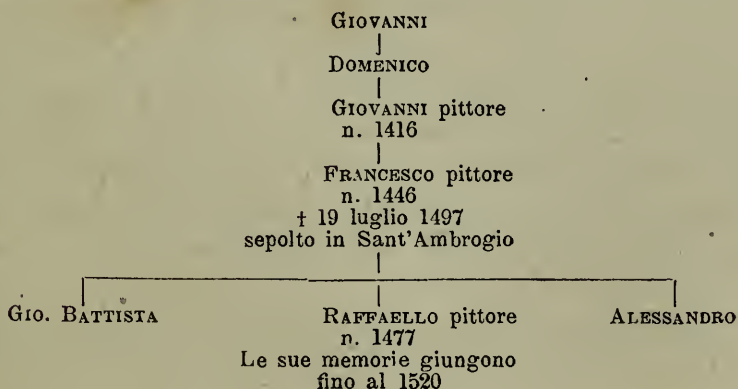 GIOVANNI
DOMENICO
GIOVANNI pittore
n. 1416
FRANCESCO pittore
n. 1446
† 19 luglio 1497
sepolto in Sant'Ambrogio
GIO. BATTISTA RAFFAELLO pittore ALESSANDRO
n. 1477
Le sue memorie giungono
fino al 1520